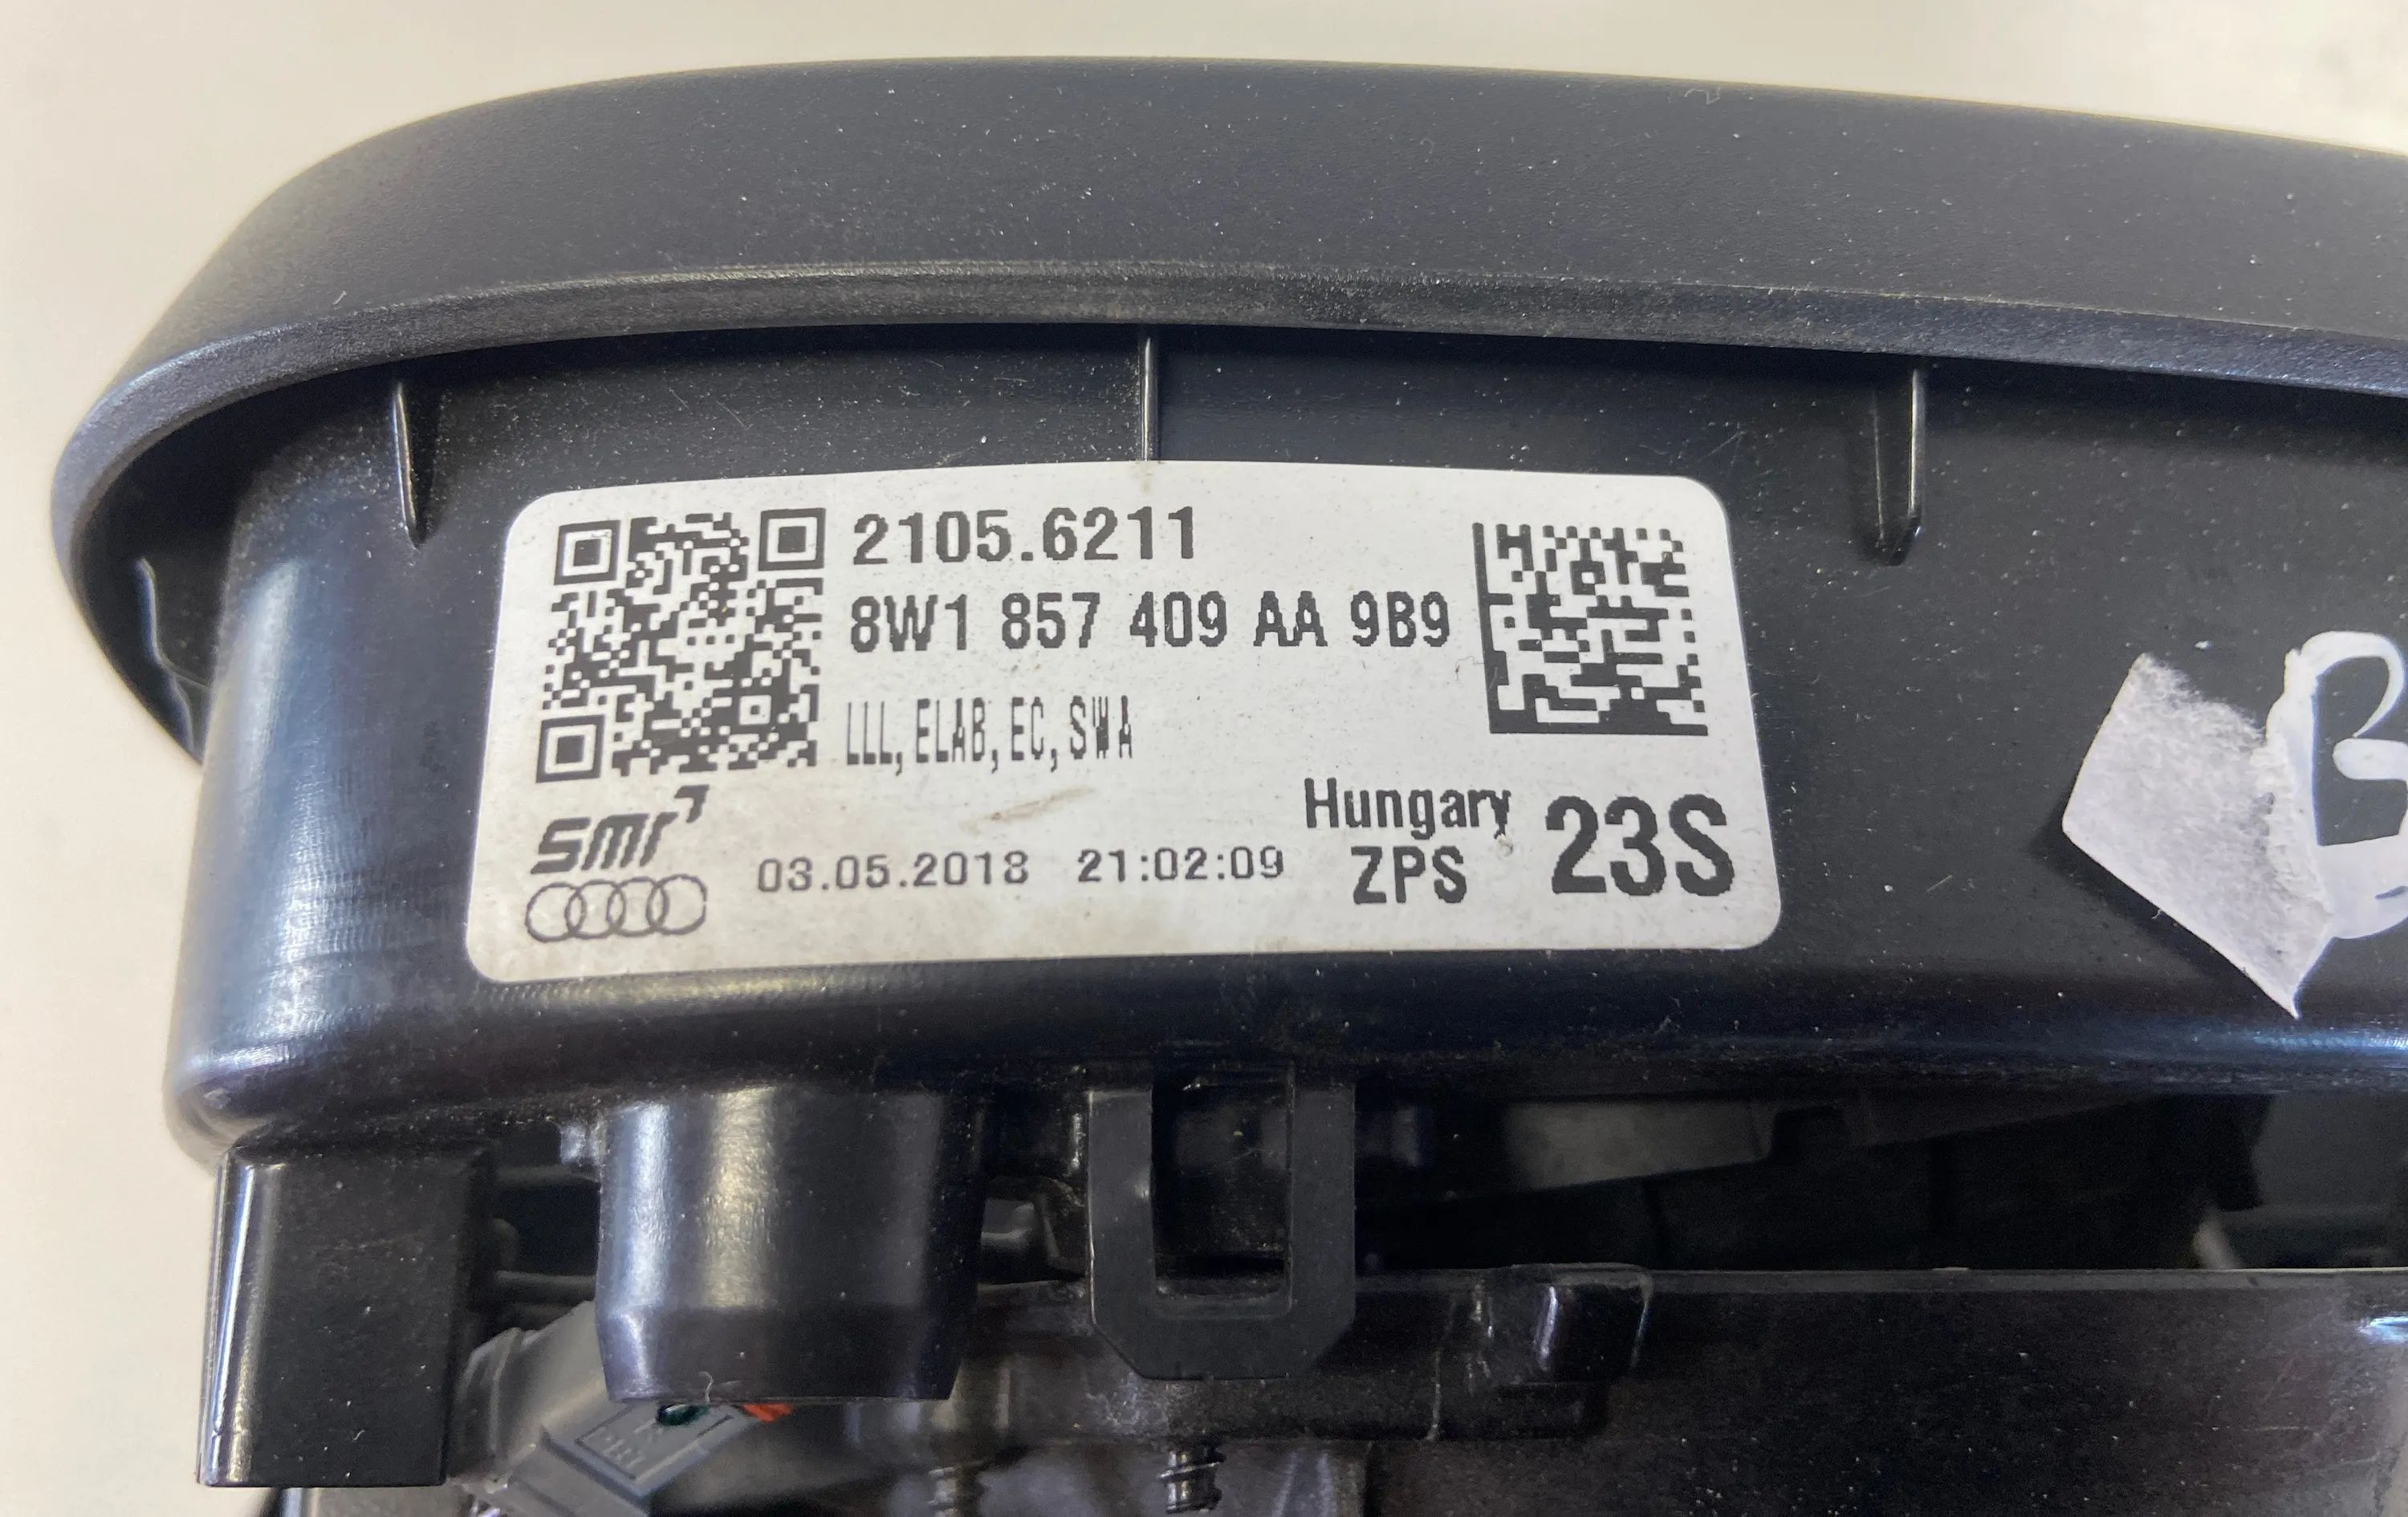 2105.6211
8W1 857 409 AA 9B9
LLL, ELAB, EC, SWA
smr
Hungary
ZPS
23S
03.05.2018 21:02:09
B